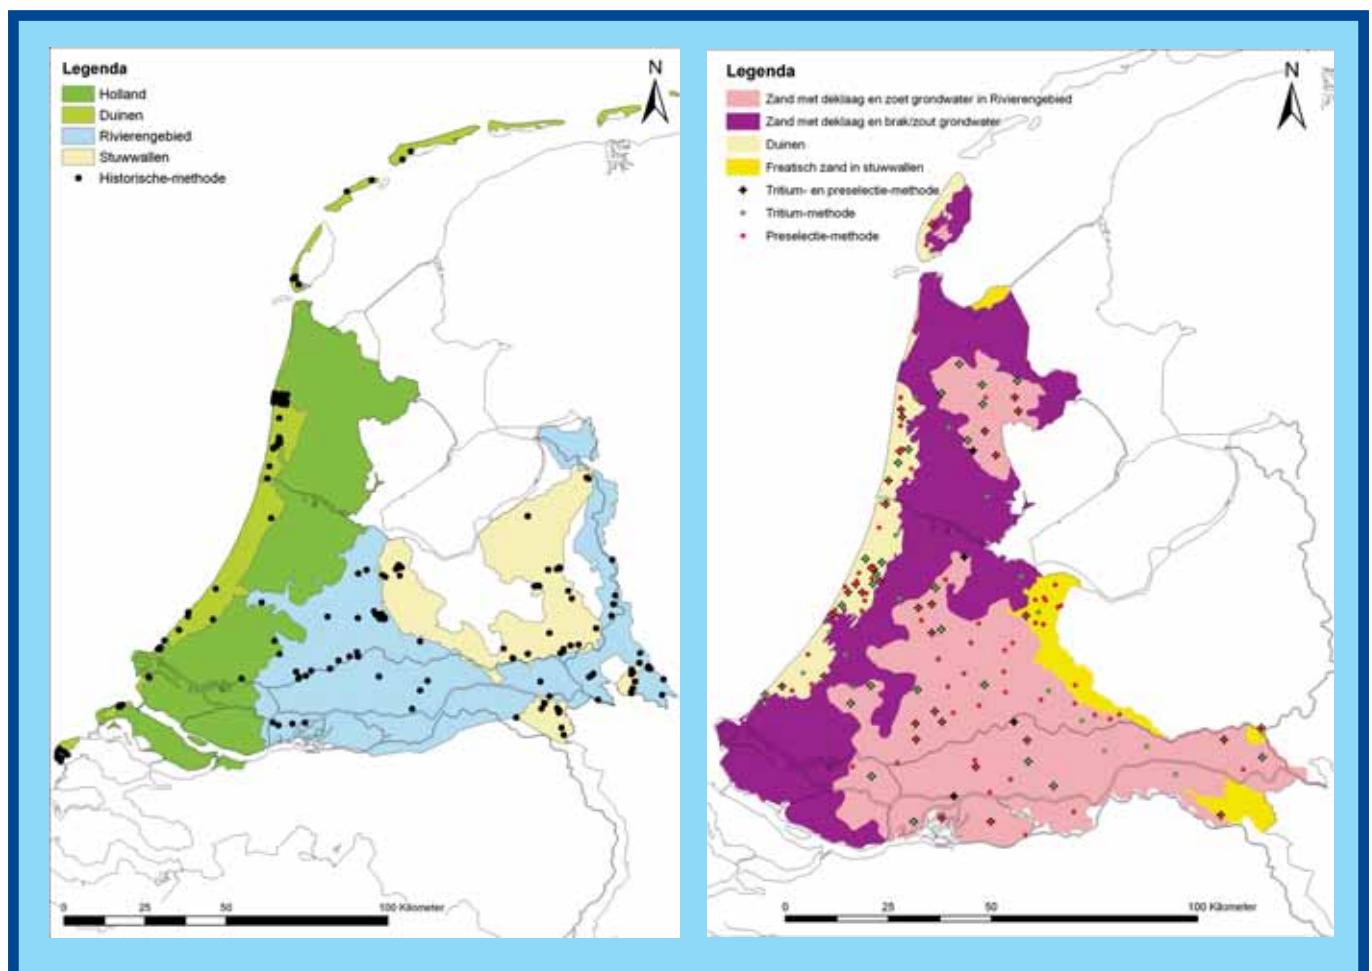 Legenda
N
Holland
Duinen
Rivierengebied
Stuwwallen
Historische-methode
0 25 50 100 Kilometer
Legenda
N
Zand met deklaag en zoet grondwater in Rivierengebied
Zand met deklaag en brak/zout grondwater
Duinen
Freatisch zand in stuwwallen
Tritium- en preselectie-methode
Tritium-methode
Preselectie-methode
0 25 50 100 Kilometer